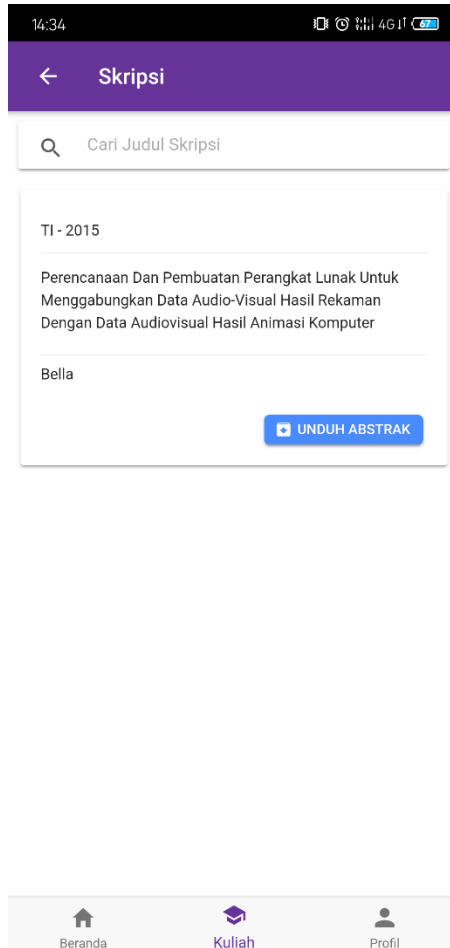 14:34
4G 67
Skripsi
Cari Judul Skripsi
TI - 2015
Perencanaan Dan Pembuatan Perangkat Lunak Untuk
Menggabungkan Data Audio-Visual Hasil Rekaman
Dengan Data Audiovisual Hasil Animasi Komputer
Bella
UNDUH ABSTRAK
Beranda Kuliah Profil